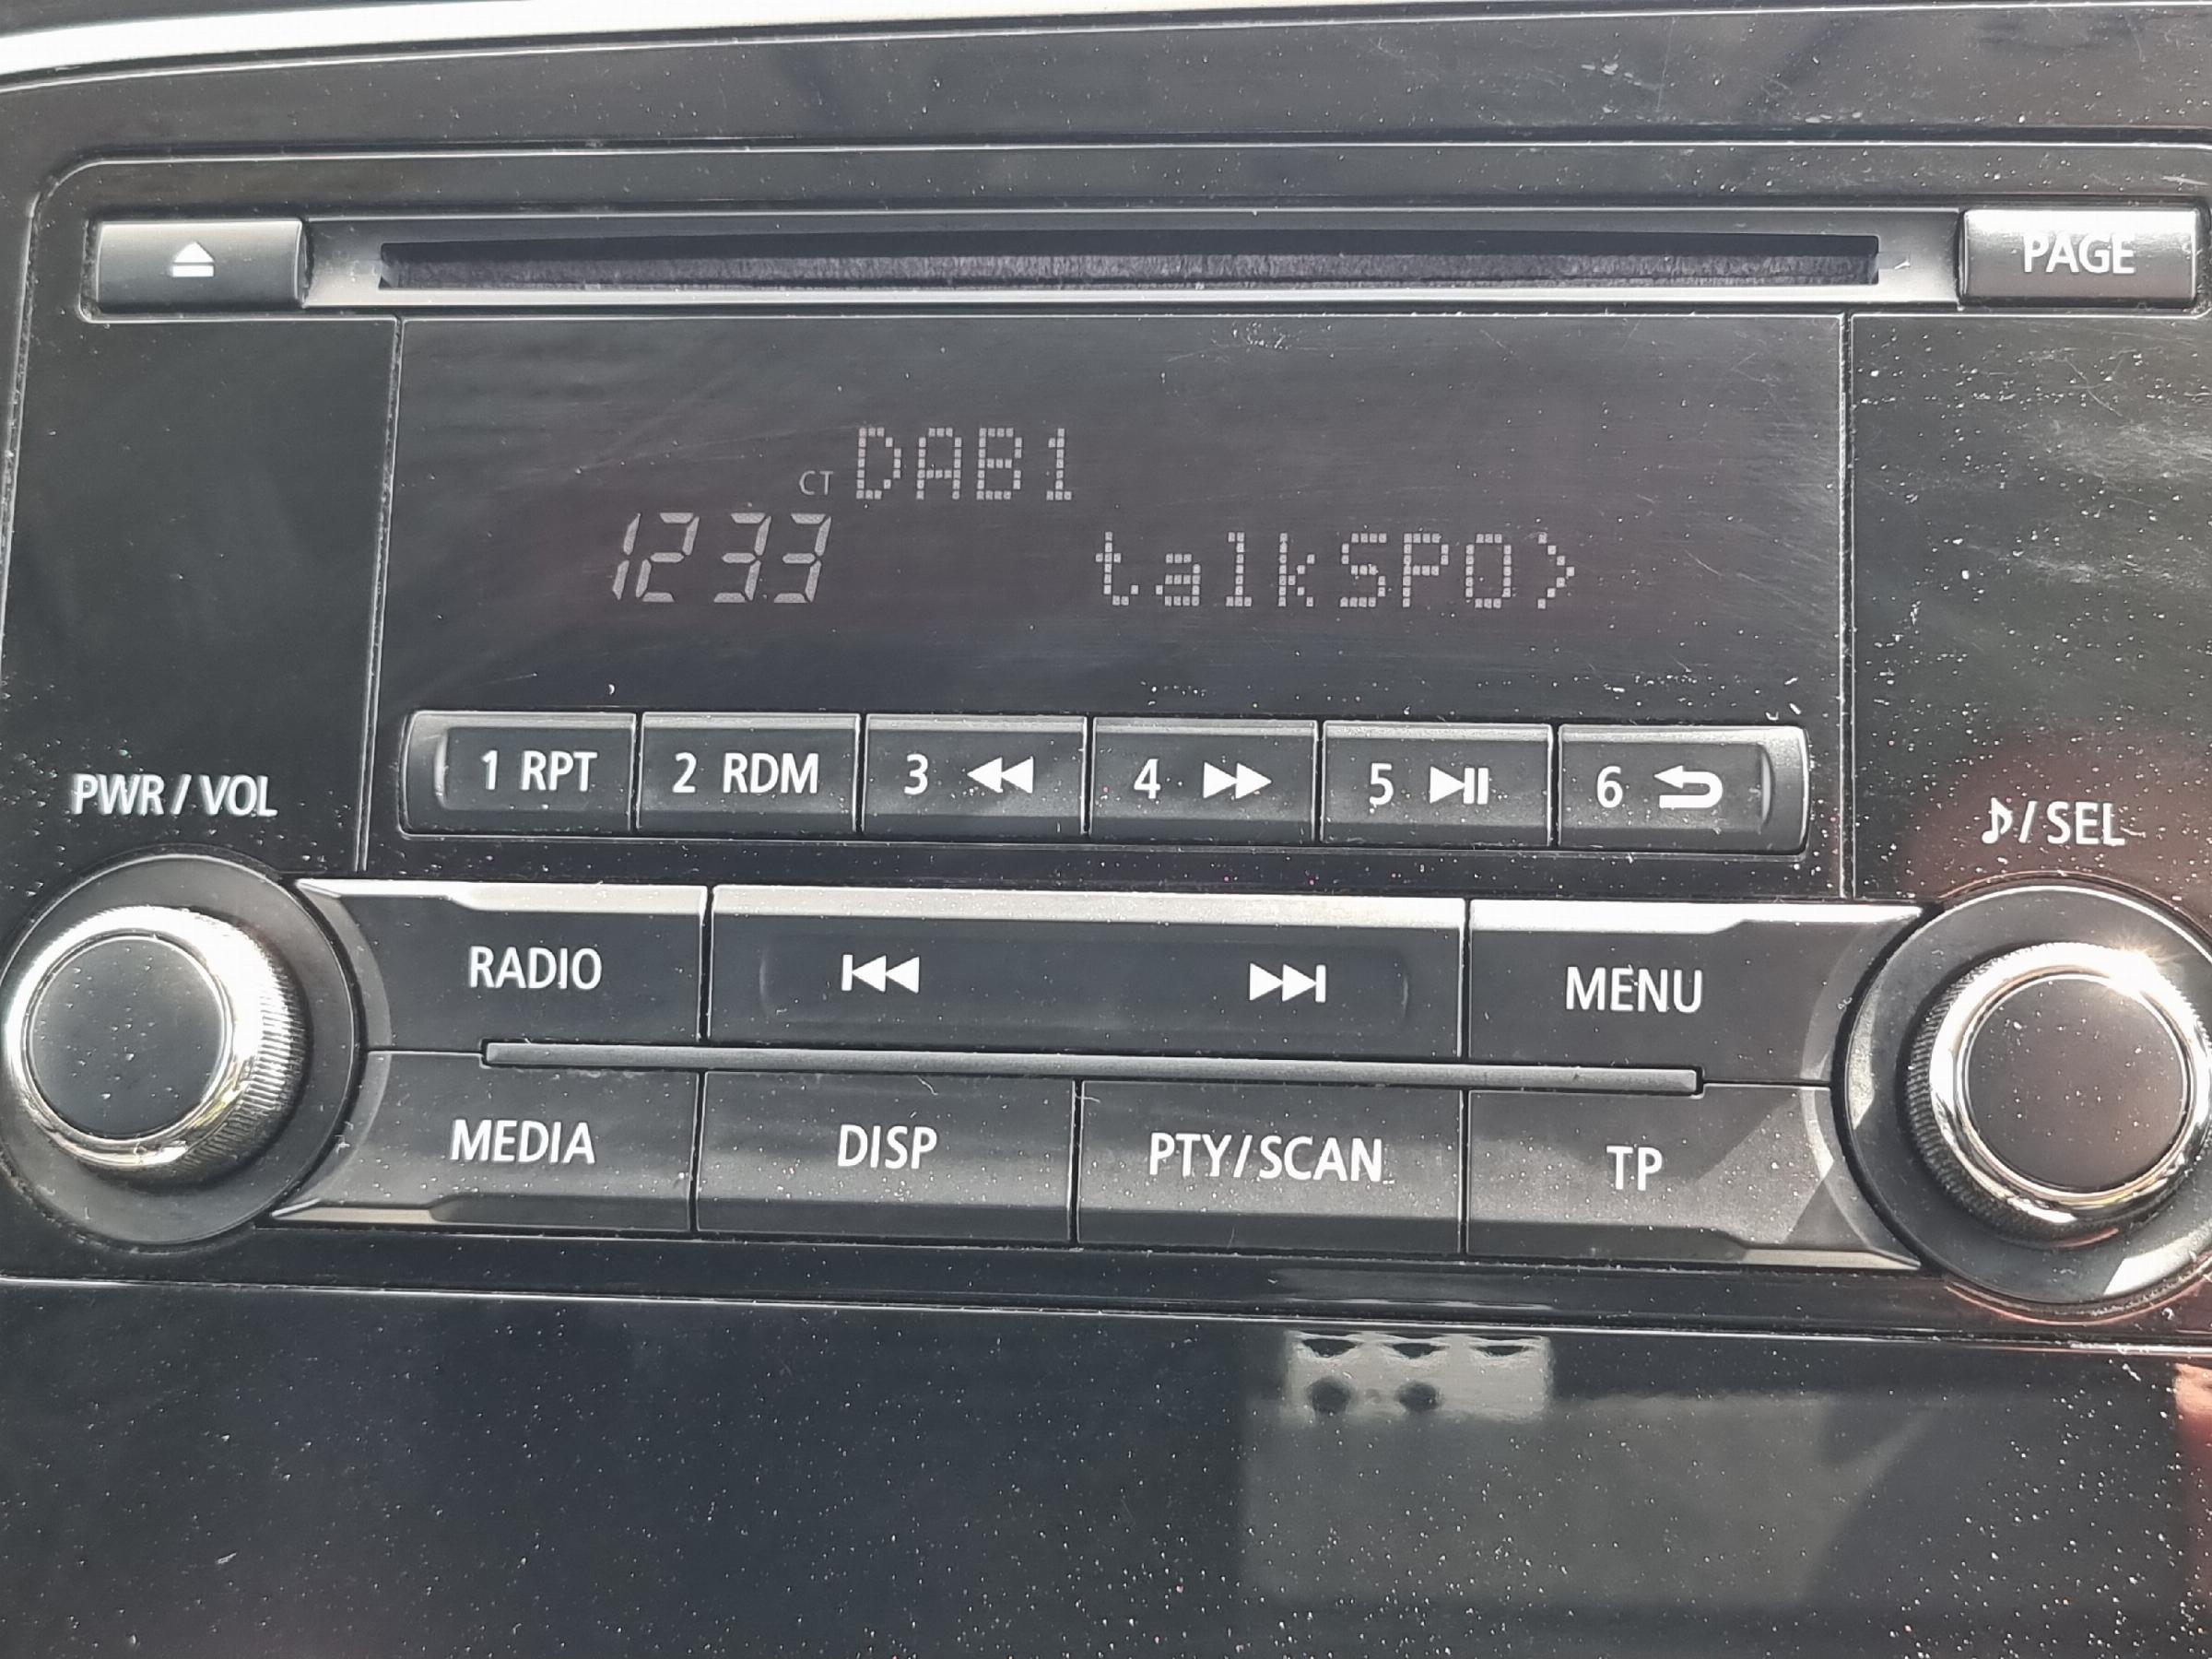 PAGE
CT DAB1
1233 talkSPO>
1 RPT 2 RDM 3 4 5 6
PWR/VOL
♪/SEL
RADIO MENU
MEDIA DISP PTY/SCAN TP